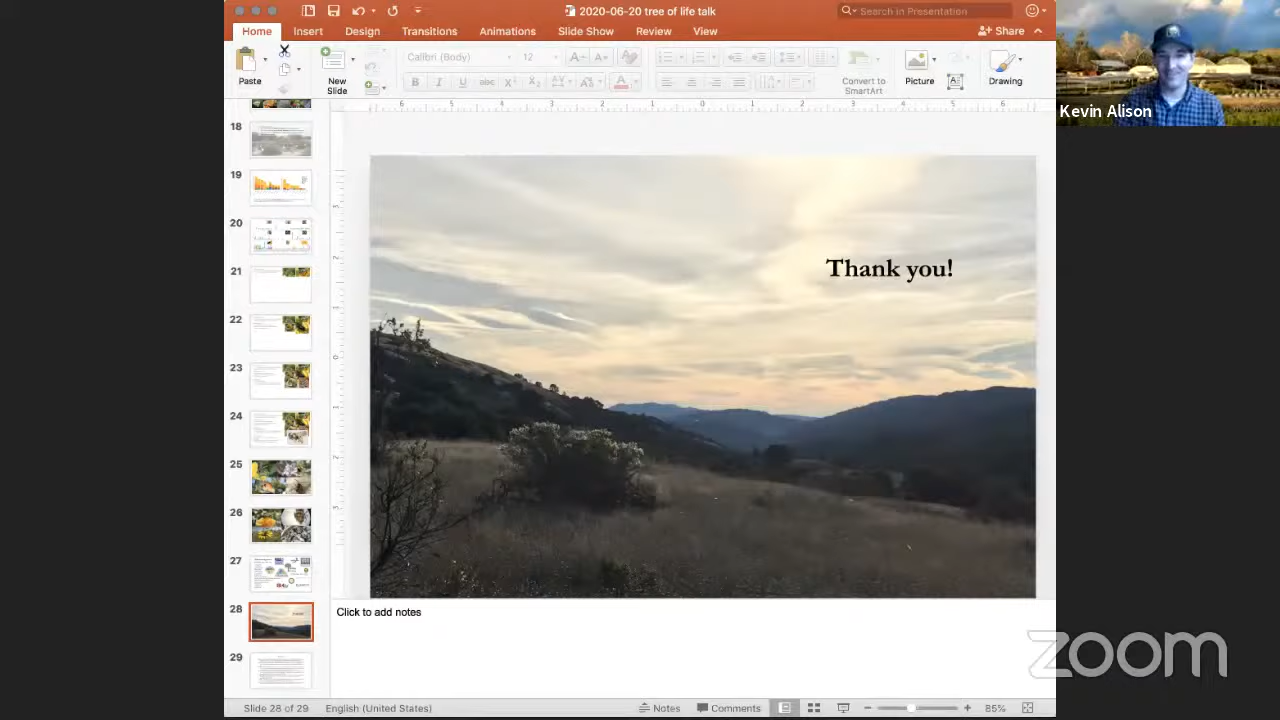 2020-06-20 tree of life talk
Search in Presentation
Home
Insert
Design
Transitions
Animations
Slide Show
Review
View
Share
Paste
New
Slide
Calibri (Body)
12
B
I
U
abc
Convert to
SmartArt
Picture
Drawing
Kevin Alison
18
19
20
21
22
23
24
25
26
27
28
29
Thank you!
Click to add notes
Slide 28 of 29
English (United States)
Notes
Comments
85%
zoom